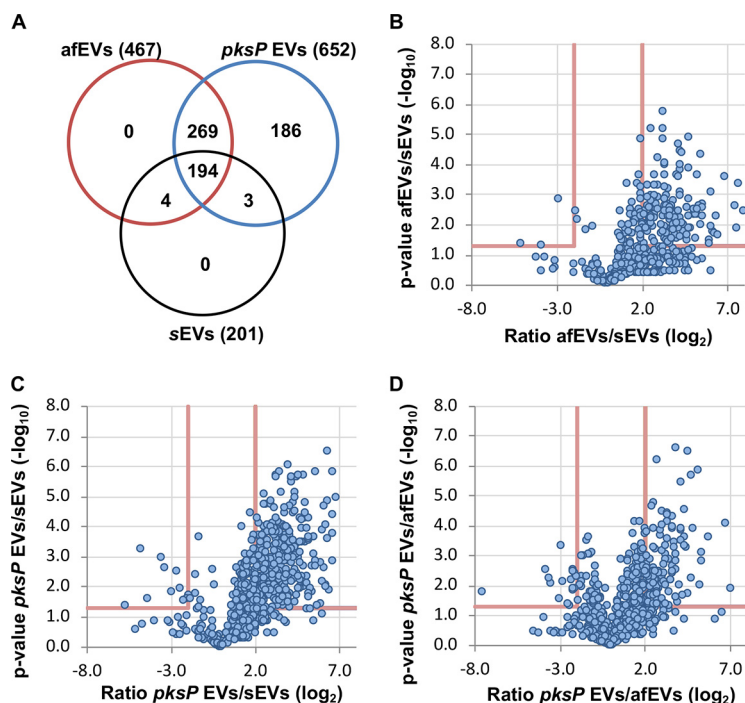 A
afEVs (467)
pksP EVs (652)
0
269
186
194
4
3
0
sEVs (201)
B
p-value afEVs/sEVs (-log10)
8.0
7.0
6.0
5.0
4.0
3.0
2.0
1.0
0.0
-8.0 -3.0 2.0 7.0
Ratio afEVs/sEVs (log2)
C
p-value pksP EVs/sEVs (-log10)
8.0
7.0
6.0
5.0
4.0
3.0
2.0
1.0
0.0
-8.0 -3.0 2.0 7.0
Ratio pksP EVs/sEVs (log2)
D
p-value pksP EVs/afEVs (-log10)
8.0
7.0
6.0
5.0
4.0
3.0
2.0
1.0
0.0
-8.0 -3.0 2.0 7.0
Ratio pksP EVs/afEVs (log2)